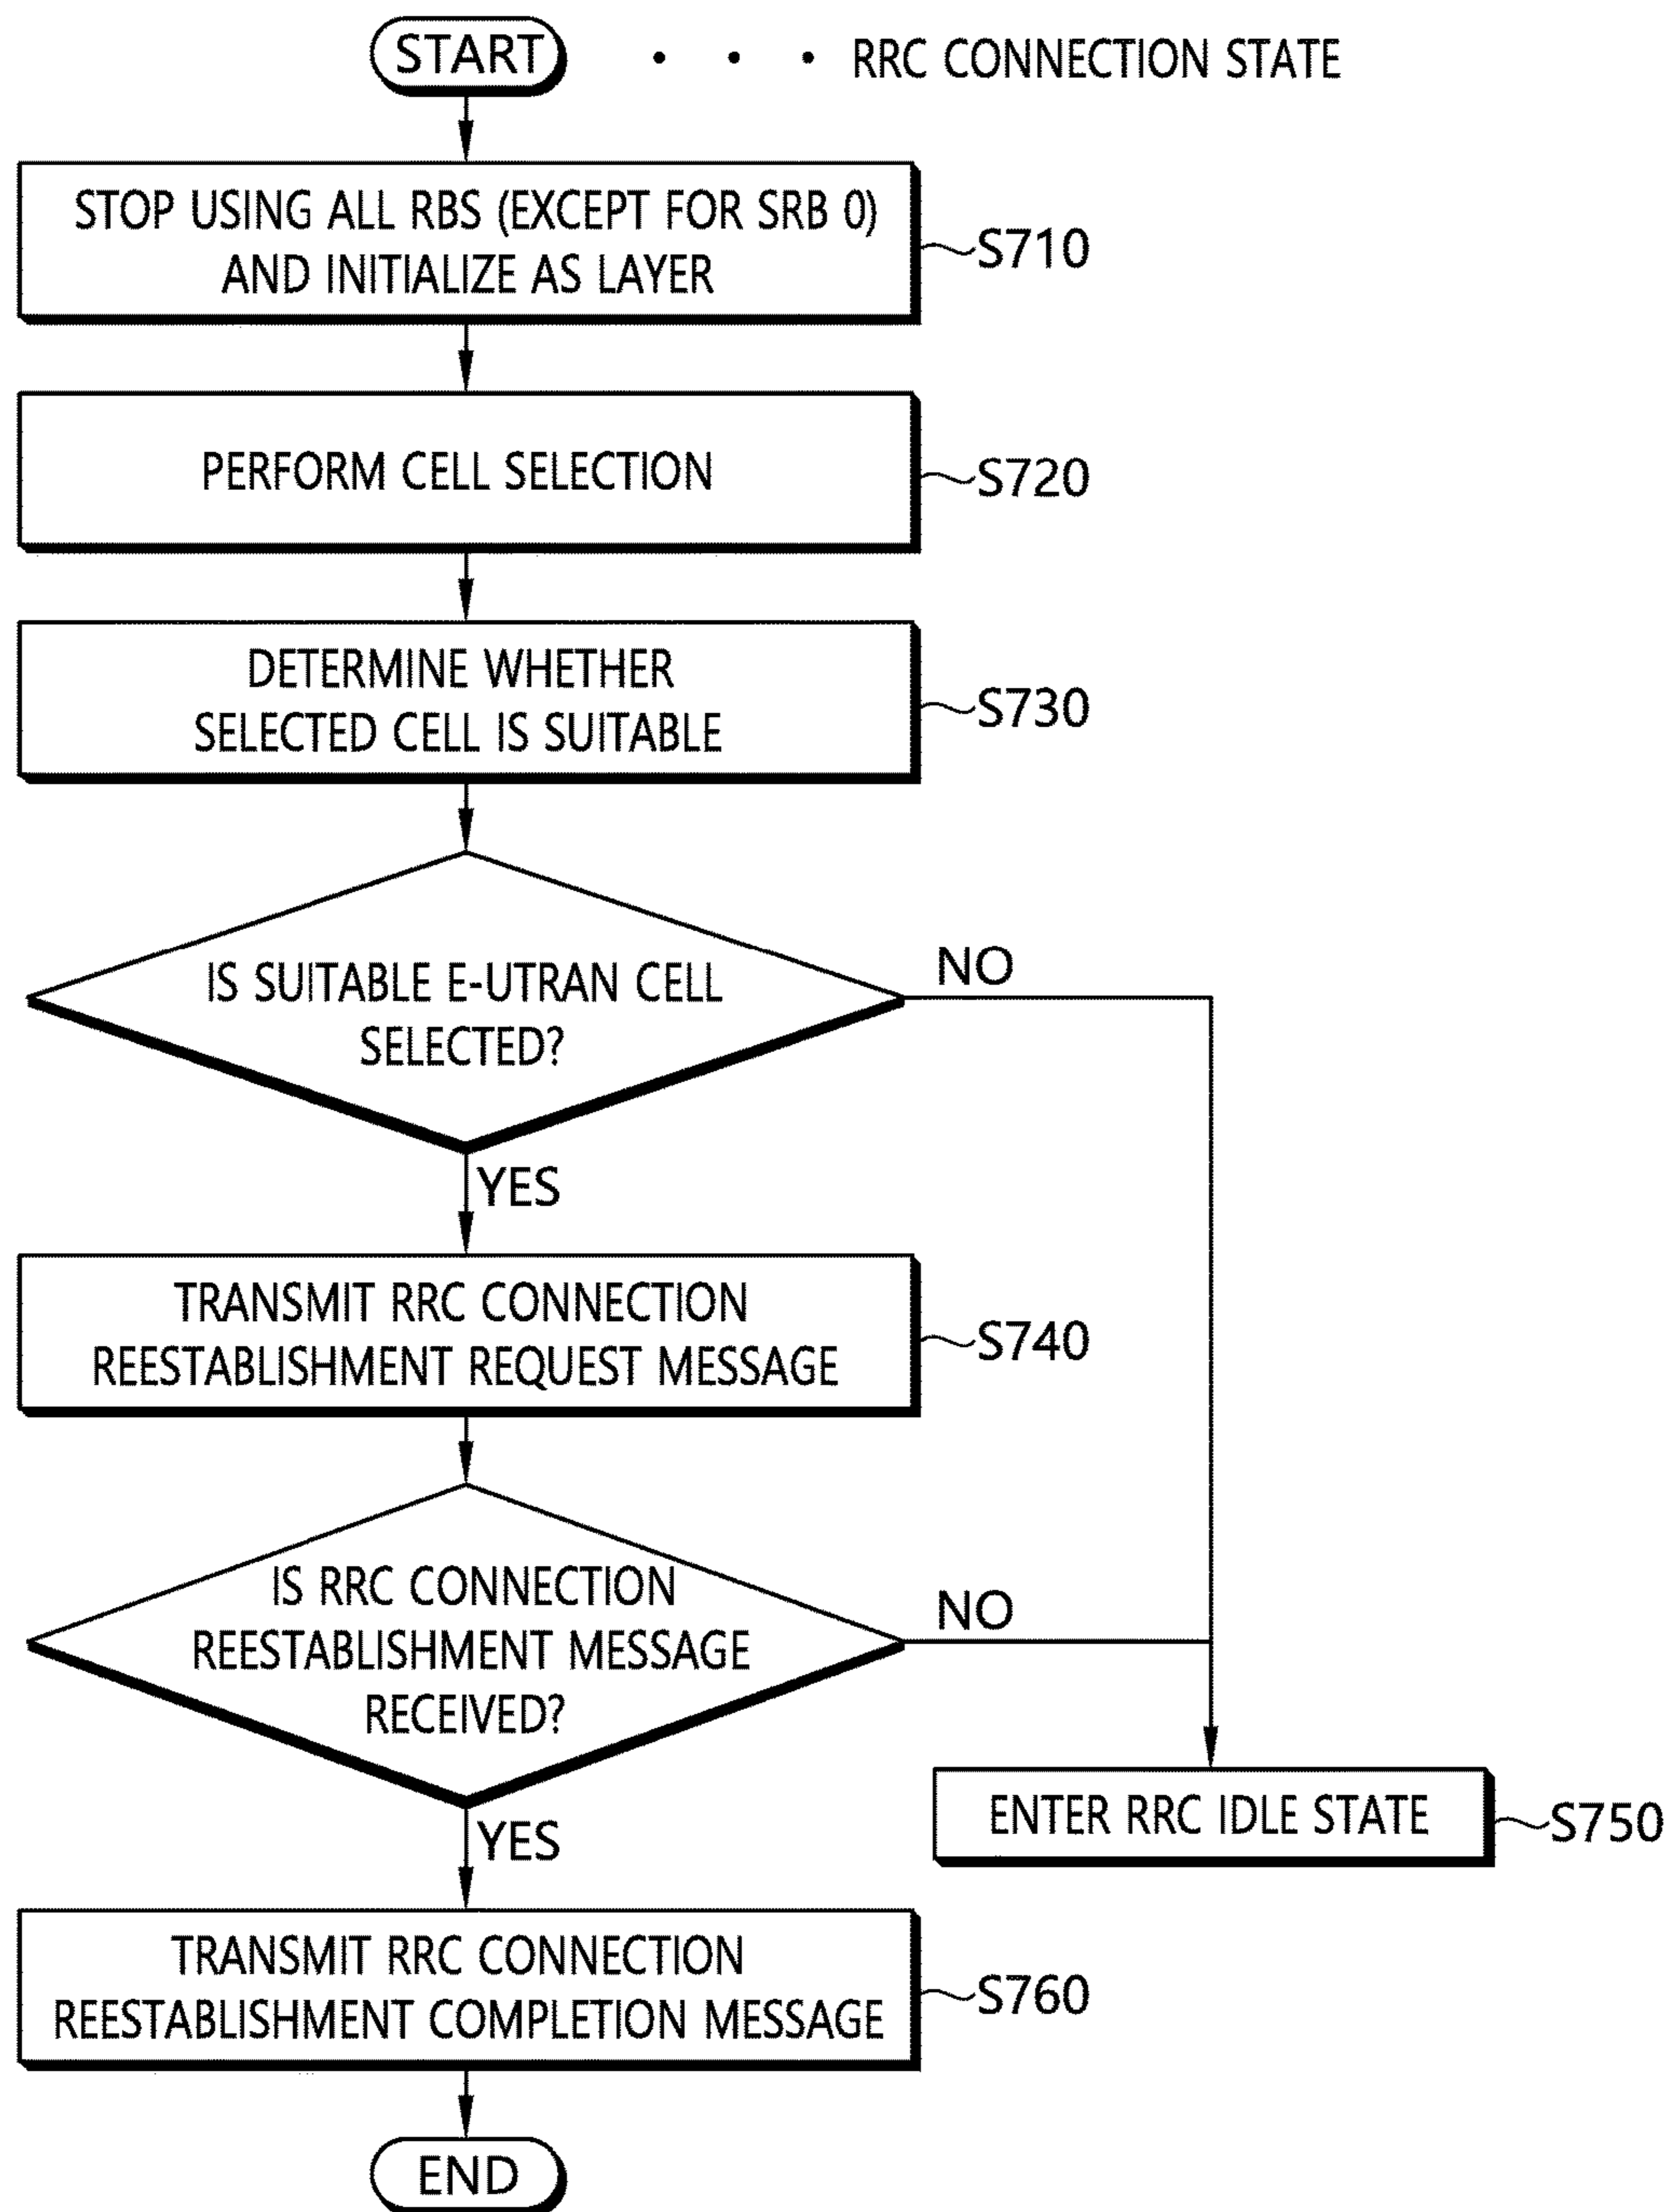 START • • • RRC CONNECTION STATE
STOP USING ALL RBS (EXCEPT FOR SRB 0)
AND INITIALIZE AS LAYER
S710
PERFORM CELL SELECTION
S720
DETERMINE WHETHER
SELECTED CELL IS SUITABLE
S730
IS SUITABLE E-UTRAN CELL
SELECTED?
NO
YES
TRANSMIT RRC CONNECTION
REESTABLISHMENT REQUEST MESSAGE
S740
IS RRC CONNECTION
REESTABLISHMENT MESSAGE
RECEIVED?
NO
YES
ENTER RRC IDLE STATE
S750
TRANSMIT RRC CONNECTION
REESTABLISHMENT COMPLETION MESSAGE
S760
END